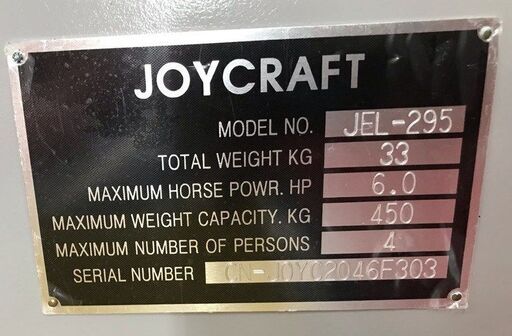 JOYCRAFT
MODEL NO. JEL-295
TOTAL WEIGHT KG 33
MAXIMUM HORSE POWR. HP 6.0
MAXIMUM WEIGHT CAPACITY. KG 450
MAXIMUM NUMBER OF PERSONS 4
SERIAL NUMBER CN-JOYC2046F303